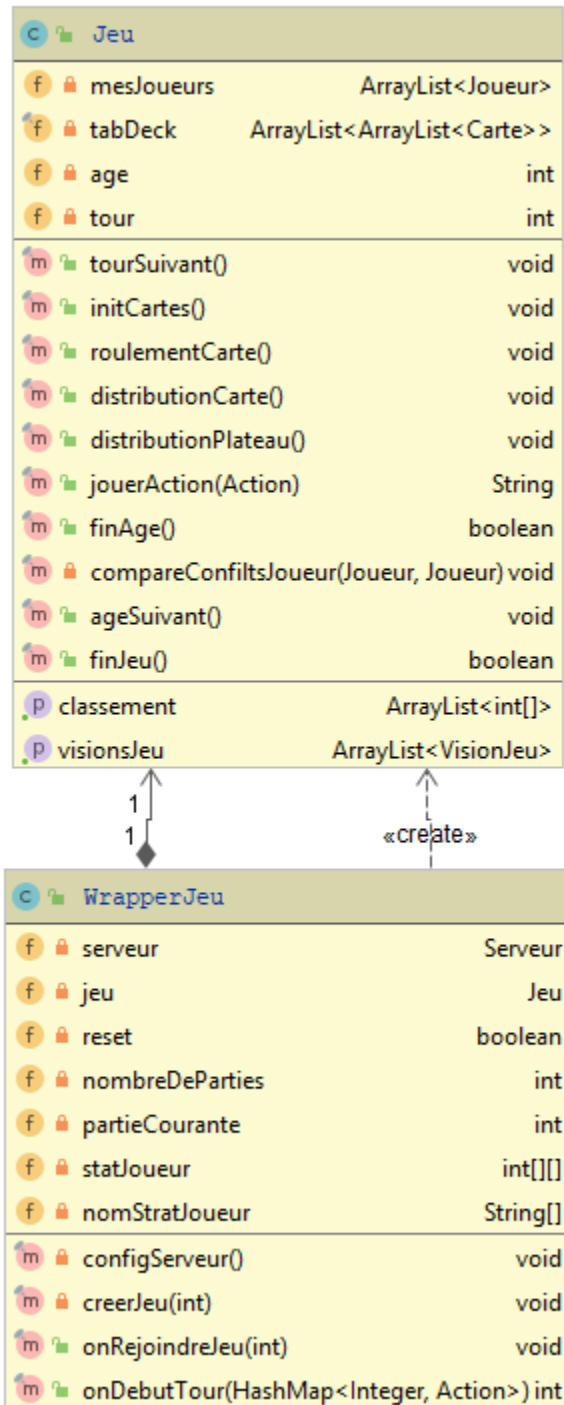 Jeu
mesJoueurs ArrayList<Joueur>
tabDeck ArrayList<ArrayList<Carte>>
age int
tour int
tourSuivant() void
initCartes() void
roulementCarte() void
distributionCarte() void
distributionPlateau() void
jouerAction(Action) String
finAge() boolean
compareConfiltsJoueur(Joueur, Joueur) void
ageSuivant() void
finJeu() boolean
classement ArrayList<int[]>
visionsJeu ArrayList<VisionJeu>
1
1 «create»
WrapperJeu
serveur Serveur
jeu Jeu
reset boolean
nombreDeParties int
partieCourante int
statJoueur int[][]
nomStratJoueur String[]
configServeur() void
creerJeu(int) void
onRejoindreJeu(int) void
onDebutTour(HashMap<Integer, Action>) int